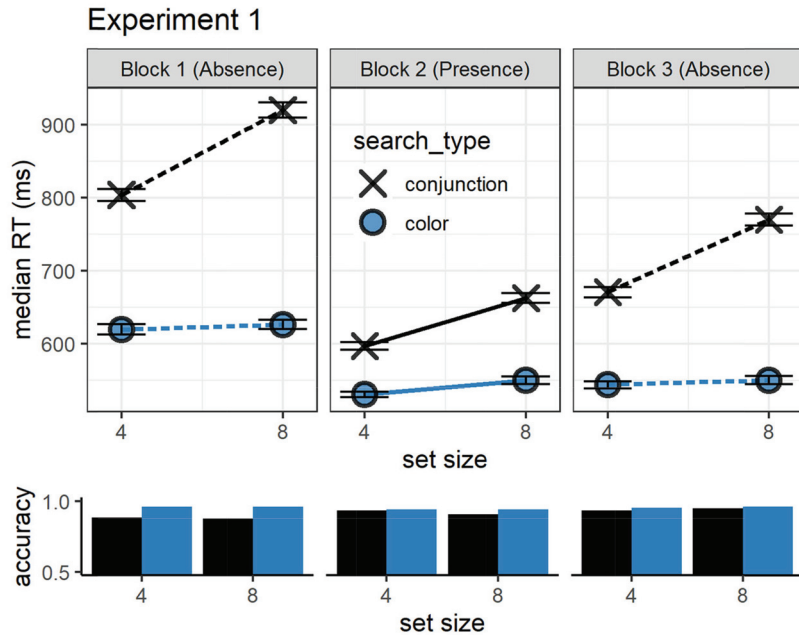 Experiment 1
Block 1 (Absence) Block 2 (Presence) Block 3 (Absence)
median RT (ms)
900
800
700
600
search_type
conjunction
color
4 8 4 8 4 8
set size
accuracy
1.0
0.5
4 8 4 8 4 8
set size